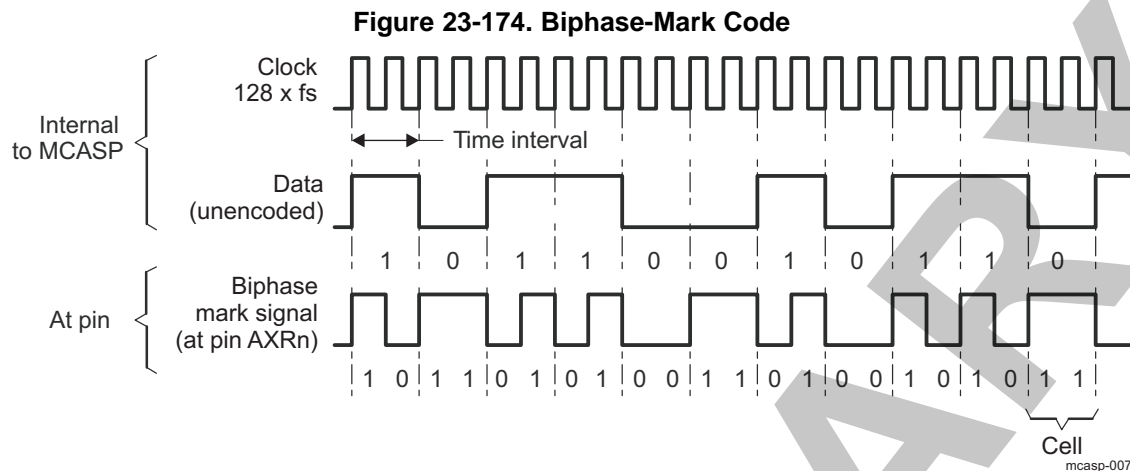 Figure 23-174. Biphase-Mark Code
Clock
128 x fs
Internal
to MCASP
Time interval
Data
(unencoded)
1 0 1 1 0 0 1 0 1 1 0
Biphase
mark signal
(at pin AXRn)
At pin
1 0 1 1 0 1 0 1 0 0 1 1 0 1 0 0 1 0 1 0 1 1
Cell
mcasp-007
ARY